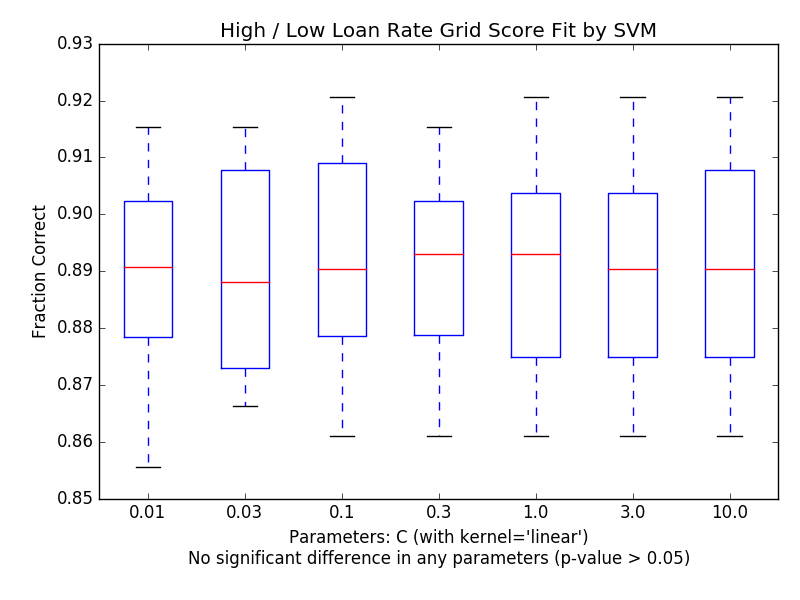 High / Low Loan Rate Grid Score Fit by SVM
0.93
0.92
0.91
0.90
0.89
0.88
0.87
0.86
0.85
Fraction Correct
0.01 0.03 0.1 0.3 1.0 3.0 10.0
Parameters: C (with kernel='linear')
No significant difference in any parameters (p-value > 0.05)